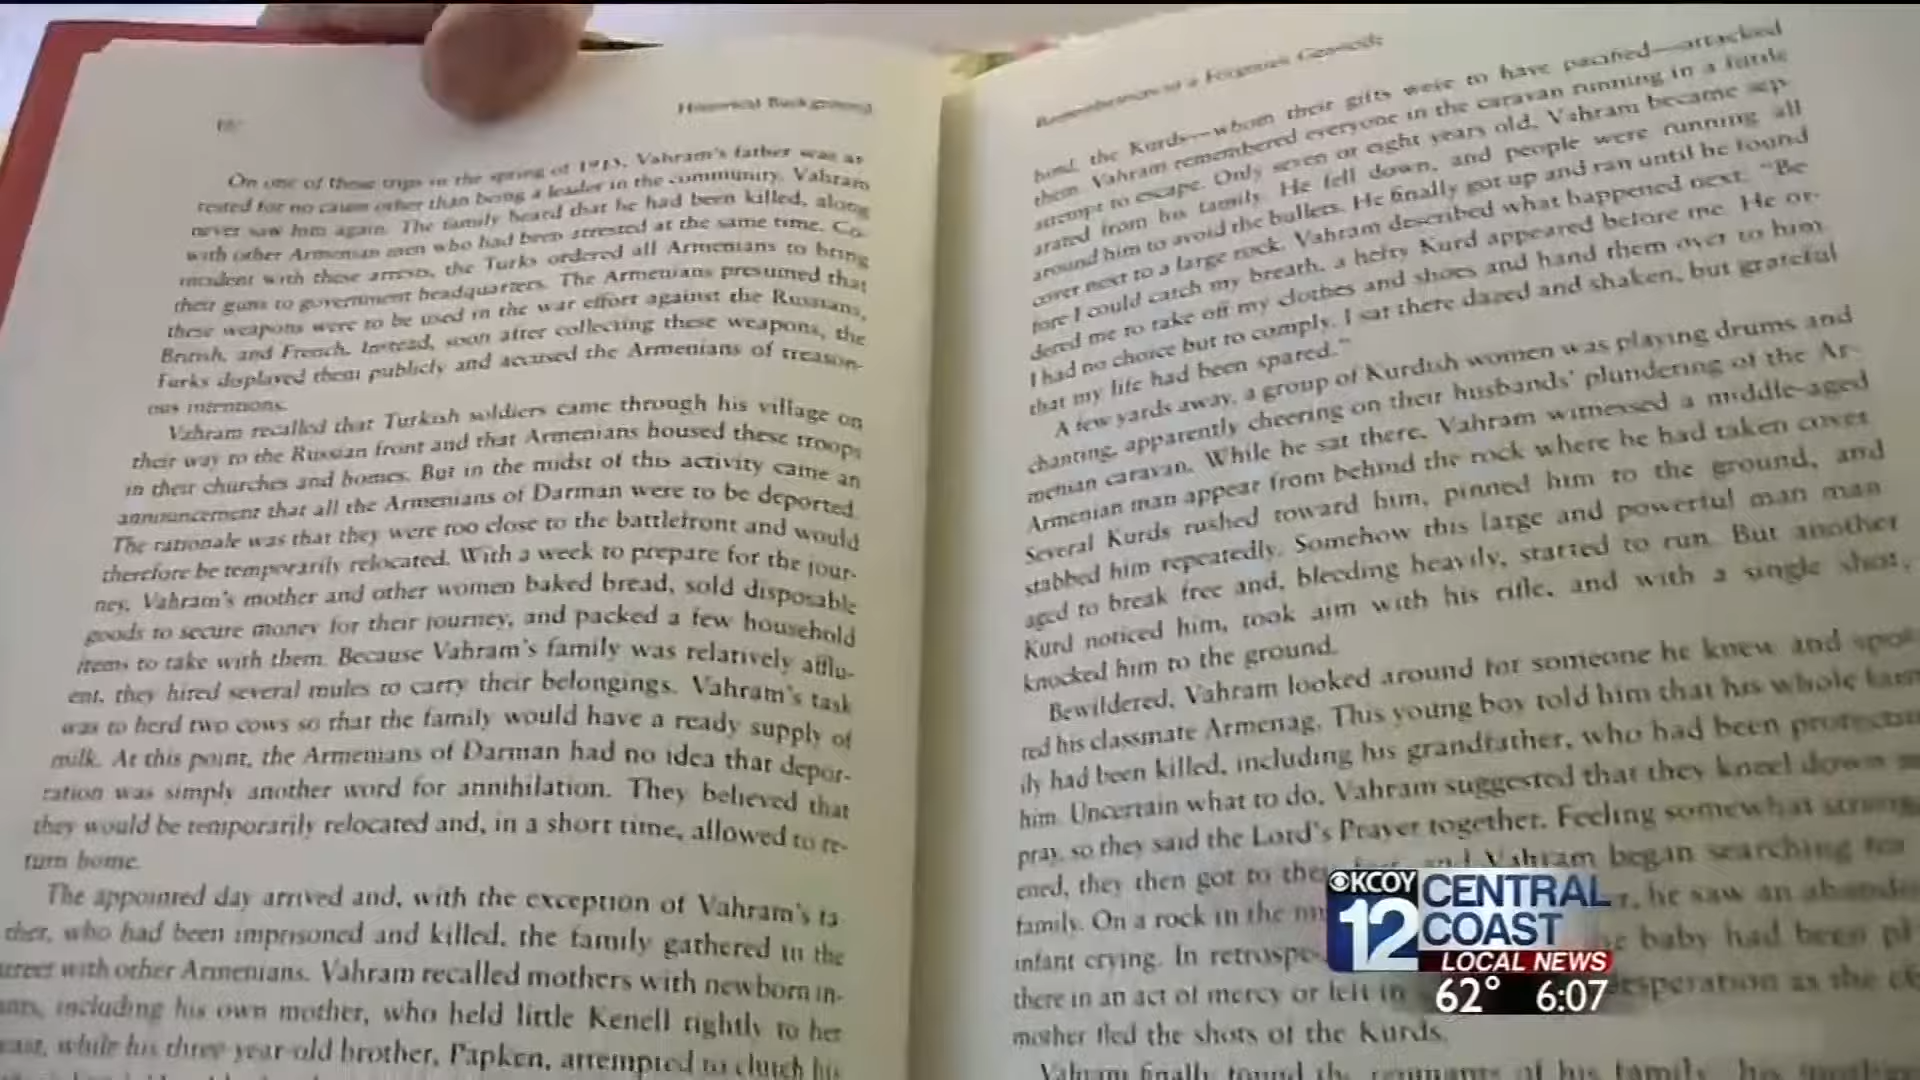 Historical Background
On one of these trips in the spring of 1915, Vahram's father was ar-
rested for no cause other than being a leader in the community. Vahram
never saw him again. The family heard that he had been killed, along
with other Armenian men who had been arrested at the same time. Co-
incident with these arrests, the Turks ordered all Armenians to bring
their guns to government headquarters. The Armenians presumed that
these weapons were to be used in the war effort against the Russians,
British, and French. Instead, soon after collecting these weapons, the
Turks displayed them publicly and accused the Armenians of treason-
ous intentions.
Vahram recalled that Turkish soldiers came through his village on
their way to the Russian front and that Armenians housed these troops
in their churches and homes. But in the midst of this activity came an
announcement that all the Armenians of Darman were to be deported.
The rationale was that they were too close to the battlefront and would
therefore be temporarily relocated. With a week to prepare for the jour-
ney, Vahram's mother and other women baked bread, sold disposable
goods to secure money for their journey, and packed a few household
items to take with them. Because Vahram's family was relatively afflu-
ent, they hired several mules to carry their belongings. Vahram's task
was to herd two cows so that the family would have a ready supply of
milk. At this point, the Armenians of Darman had no idea that depor-
tation was simply another word for annihilation. They believed that
they would be temporarily relocated and, in a short time, allowed to re-
turn home.
The appointed day arrived and, with the exception of Vahram's fa-
ther, who had been imprisoned and killed, the family gathered in the
street with other Armenians. Vahram recalled mothers with newborn in-
fants, including his own mother, who held little Kenell tightly to her
while his three-year-old brother, Papken, attempted to clutch his
Remembrances of a Forgotten Genocide
hand, the Kurds—whom their gifts were to have pacified—attacked
them. Vahram remembered everyone in the caravan running in a futile
attempt to escape. Only seven or eight years old, Vahram became sep-
arated from his family. He fell down, and people were running all
around him to avoid the bullets. He finally got up and ran until he found
cover next to a large rock. Vahram described what happened next. "Be-
fore I could catch my breath, a hefty Kurd appeared before me. He or-
dered me to take off my clothes and shoes and hand them over to him.
I had no choice but to comply. I sat there dazed and shaken, but grateful
that my life had been spared."
A few yards away, a group of Kurdish women was playing drums and
chanting, apparently cheering on their husbands' plundering of the Ar-
menian caravan. While he sat there, Vahram witnessed a middle-aged
Armenian man appear from behind the rock where he had taken cover.
Several Kurds rushed toward him, pinned him to the ground, and
stabbed him repeatedly. Somehow this large and powerful man man
aged to break free and, bleeding heavily, started to run. But another
Kurd noticed him, took aim with his rifle, and with a single shot,
knocked him to the ground.
Bewildered, Vahram looked around for someone he knew and spot
ted his classmate Armenag. This young boy told him that his whole fam
ily had been killed, including his grandfather, who had been protectin
him. Uncertain what to do, Vahram suggested that they kneel down
pray, so they said the Lord's Prayer together. Feeling somewhat streng
ened, they then got to their feet, and Vahram began searching for
family. On a rock in the he saw an aband
infant crying. In retrospe baby had been pl
there in an act of mercy or left in esperation as the
mother fled the shots of the Kurds.
Vahram finally found the remnants of his family, his mother
KCOY
12 CENTRAL
COAST
LOCAL NEWS
62° 6:07